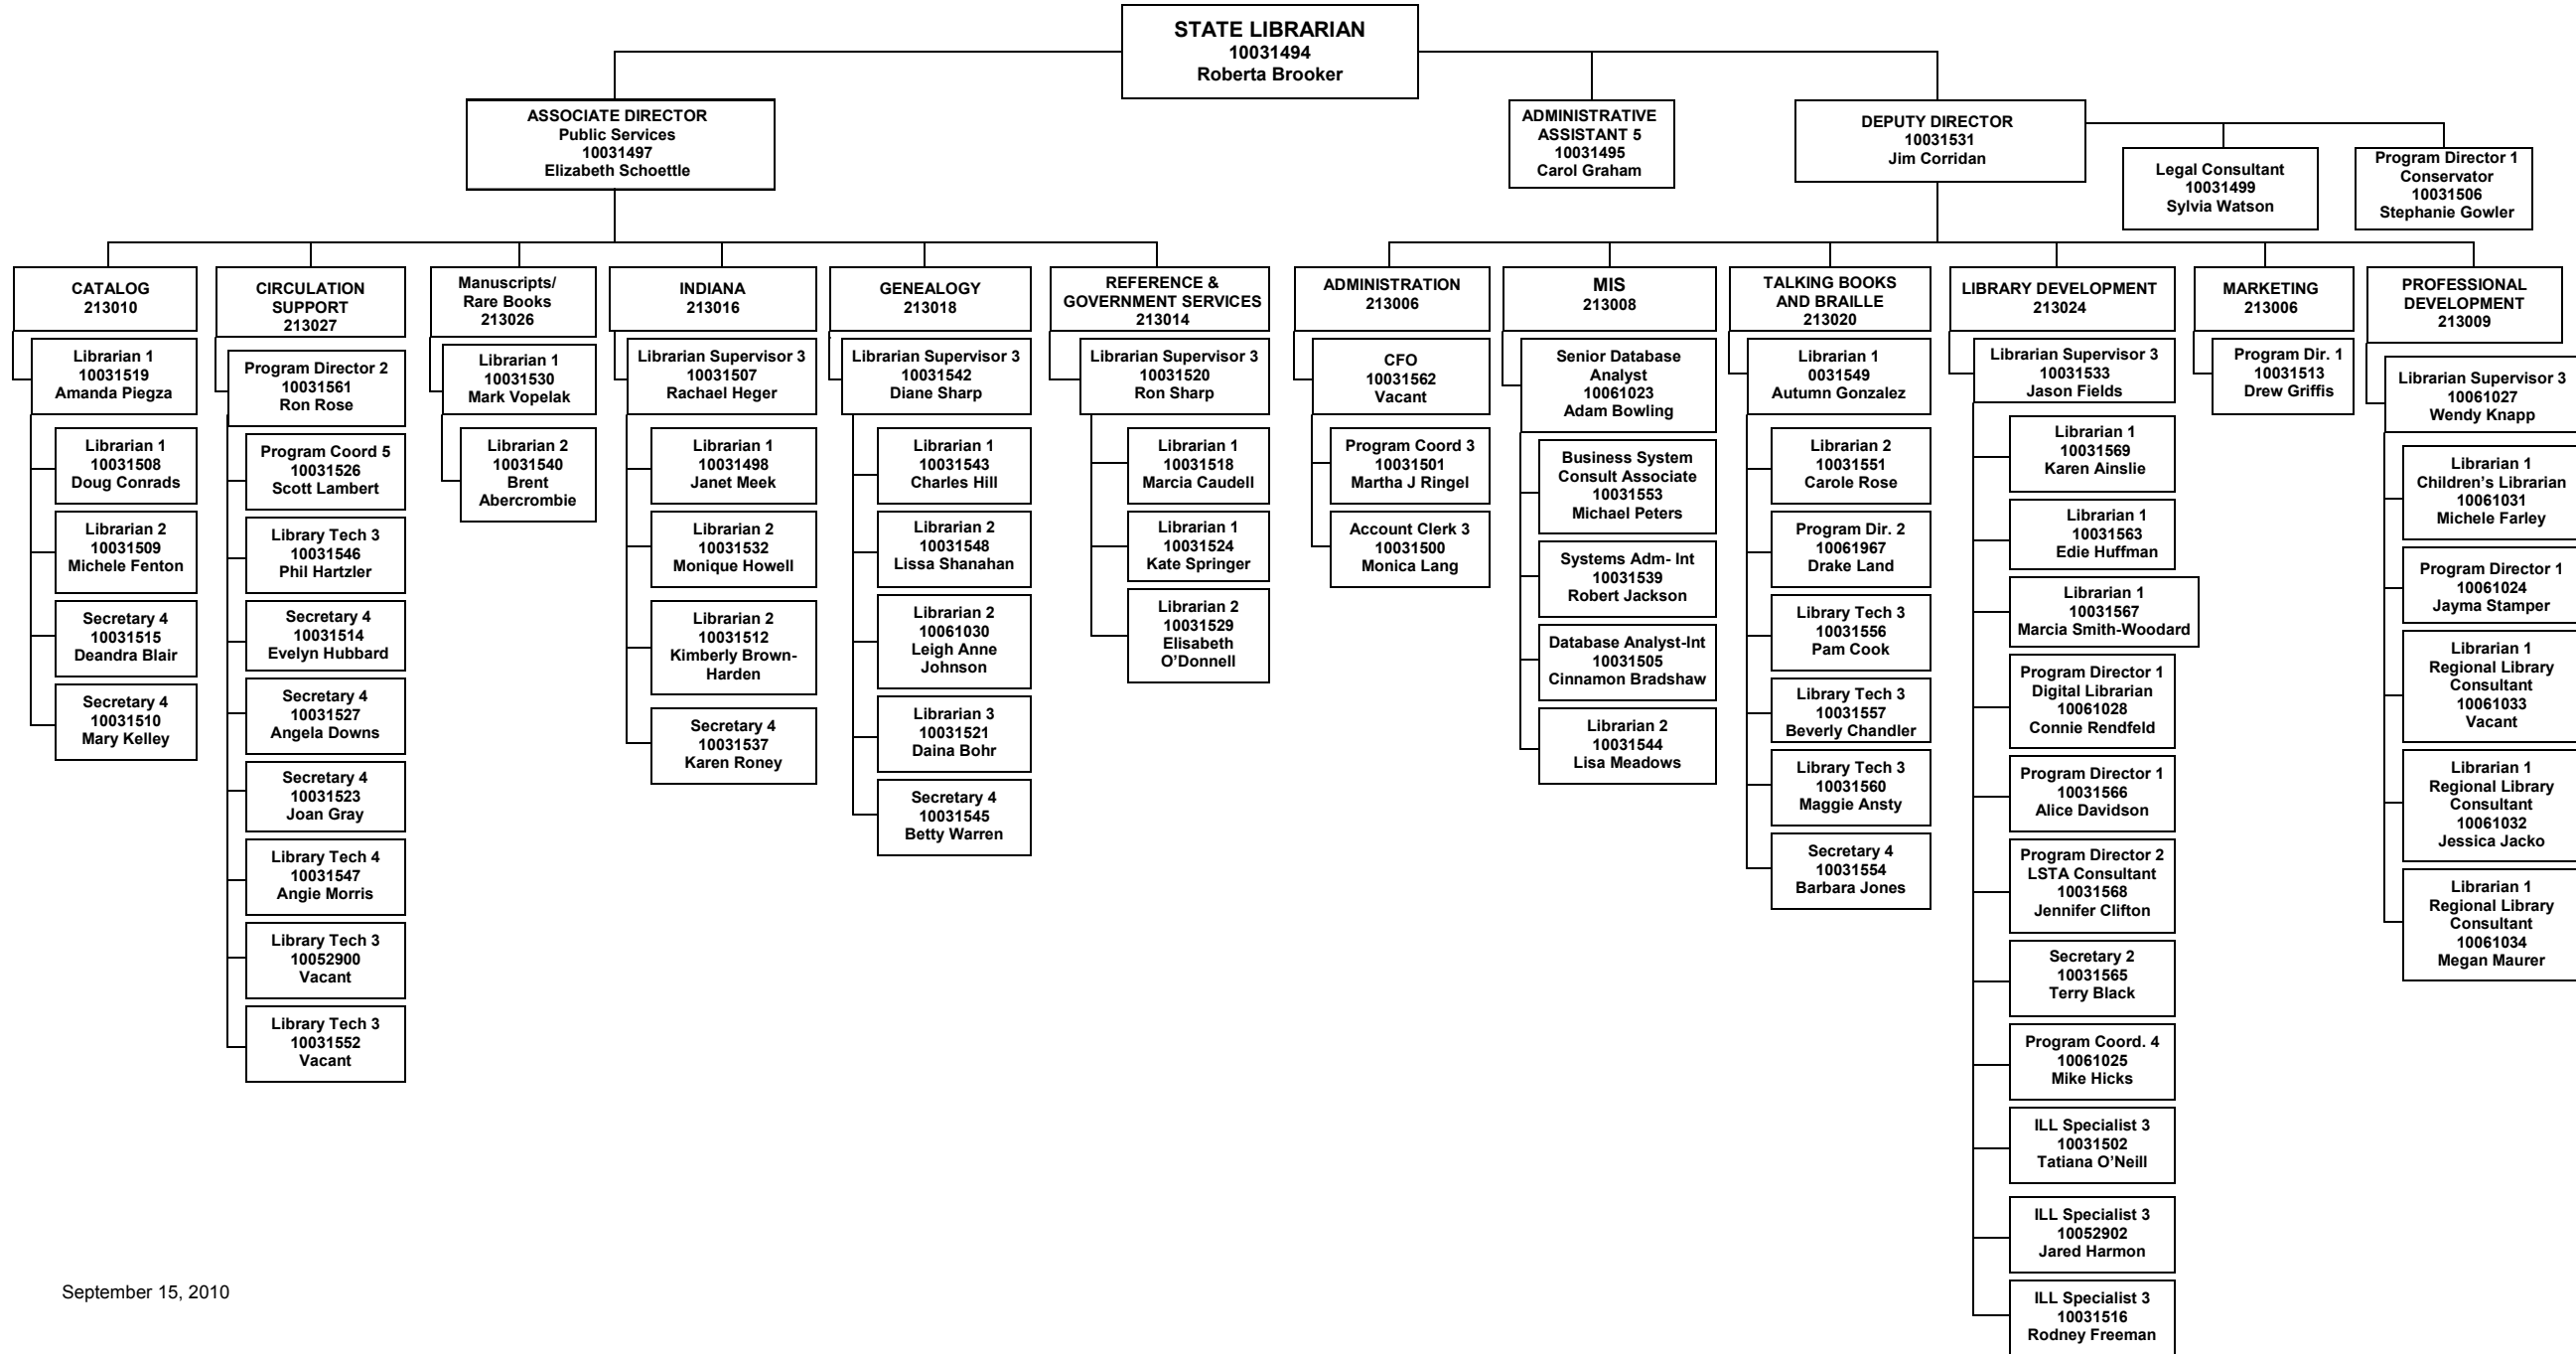 STATE LIBRARIAN
10031494
Roberta Brooker
ASSOCIATE DIRECTOR
Public Services
10031497
Elizabeth Schoettle
ADMINISTRATIVE
ASSISTANT 5
10031495
Carol Graham
DEPUTY DIRECTOR
10031531
Jim Corridan
Legal Consultant
10031499
Sylvia Watson
Program Director 1
Conservator
10031506
Stephanie Gowler
CATALOG
213010
Librarian 1
10031519
Amanda Piegza
Librarian 1
10031508
Doug Conrads
Librarian 2
10031509
Michele Fenton
Secretary 4
10031515
Deandra Blair
Secretary 4
10031510
Mary Kelley
CIRCULATION
SUPPORT
213027
Program Director 2
10031561
Ron Rose
Program Coord 5
10031526
Scott Lambert
Library Tech 3
10031546
Phil Hartzler
Secretary 4
10031514
Evelyn Hubbard
Secretary 4
10031527
Angela Downs
Secretary 4
10031523
Joan Gray
Library Tech 4
10031547
Angie Morris
Library Tech 3
10052900
Vacant
Library Tech 3
10031552
Vacant
Manuscripts/
Rare Books
213026
Librarian 1
10031530
Mark Vopelak
Librarian 2
10031540
Brent
Abercrombie
INDIANA
213016
Librarian Supervisor 3
10031507
Rachael Heger
Librarian 1
10031498
Janet Meek
Librarian 2
10031532
Monique Howell
Librarian 2
10031512
Kimberly Brown-
Harden
Secretary 4
10031537
Karen Roney
GENEALOGY
213018
Librarian Supervisor 3
10031542
Diane Sharp
Librarian 1
10031543
Charles Hill
Librarian 2
10031548
Lissa Shanahan
Librarian 2
10061030
Leigh Anne
Johnson
Librarian 3
10031521
Daina Bohr
Secretary 4
10031545
Betty Warren
REFERENCE &
GOVERNMENT SERVICES
213014
Librarian Supervisor 3
10031520
Ron Sharp
Librarian 1
10031518
Marcia Caudell
Librarian 1
10031524
Kate Springer
Librarian 2
10031529
Elisabeth
O’Donnell
ADMINISTRATION
213006
CFO
10031562
Vacant
Program Coord 3
10031501
Martha J Ringel
Account Clerk 3
10031500
Monica Lang
MIS
213008
Senior Database
Analyst
10061023
Adam Bowling
Business System
Consult Associate
10031553
Michael Peters
Systems Adm- Int
10031539
Robert Jackson
Database Analyst-Int
10031505
Cinnamon Bradshaw
Librarian 2
10031544
Lisa Meadows
TALKING BOOKS
AND BRAILLE
213020
Librarian 1
0031549
Autumn Gonzalez
Librarian 2
10031551
Carole Rose
Program Dir. 2
10061967
Drake Land
Library Tech 3
10031556
Pam Cook
Library Tech 3
10031557
Beverly Chandler
Library Tech 3
10031560
Maggie Ansty
Secretary 4
10031554
Barbara Jones
LIBRARY DEVELOPMENT
213024
Librarian Supervisor 3
10031533
Jason Fields
Librarian 1
10031569
Karen Ainslie
Librarian 1
10031563
Edie Huffman
Librarian 1
10031567
Marcia Smith-Woodard
Program Director 1
Digital Librarian
10061028
Connie Rendfeld
Program Director 1
10031566
Alice Davidson
Program Director 2
LSTA Consultant
10031568
Jennifer Clifton
Secretary 2
10031565
Terry Black
Program Coord. 4
10061025
Mike Hicks
ILL Specialist 3
10031502
Tatiana O’Neill
ILL Specialist 3
10052902
Jared Harmon
ILL Specialist 3
10031516
Rodney Freeman
MARKETING
213006
Program Dir. 1
10031513
Drew Griffis
PROFESSIONAL
DEVELOPMENT
213009
Librarian Supervisor 3
10061027
Wendy Knapp
Librarian 1
Children’s Librarian
10061031
Michele Farley
Program Director 1
10061024
Jayma Stamper
Librarian 1
Regional Library
Consultant
10061033
Vacant
Librarian 1
Regional Library
Consultant
10061032
Jessica Jacko
Librarian 1
Regional Library
Consultant
10061034
Megan Maurer
September 15, 2010